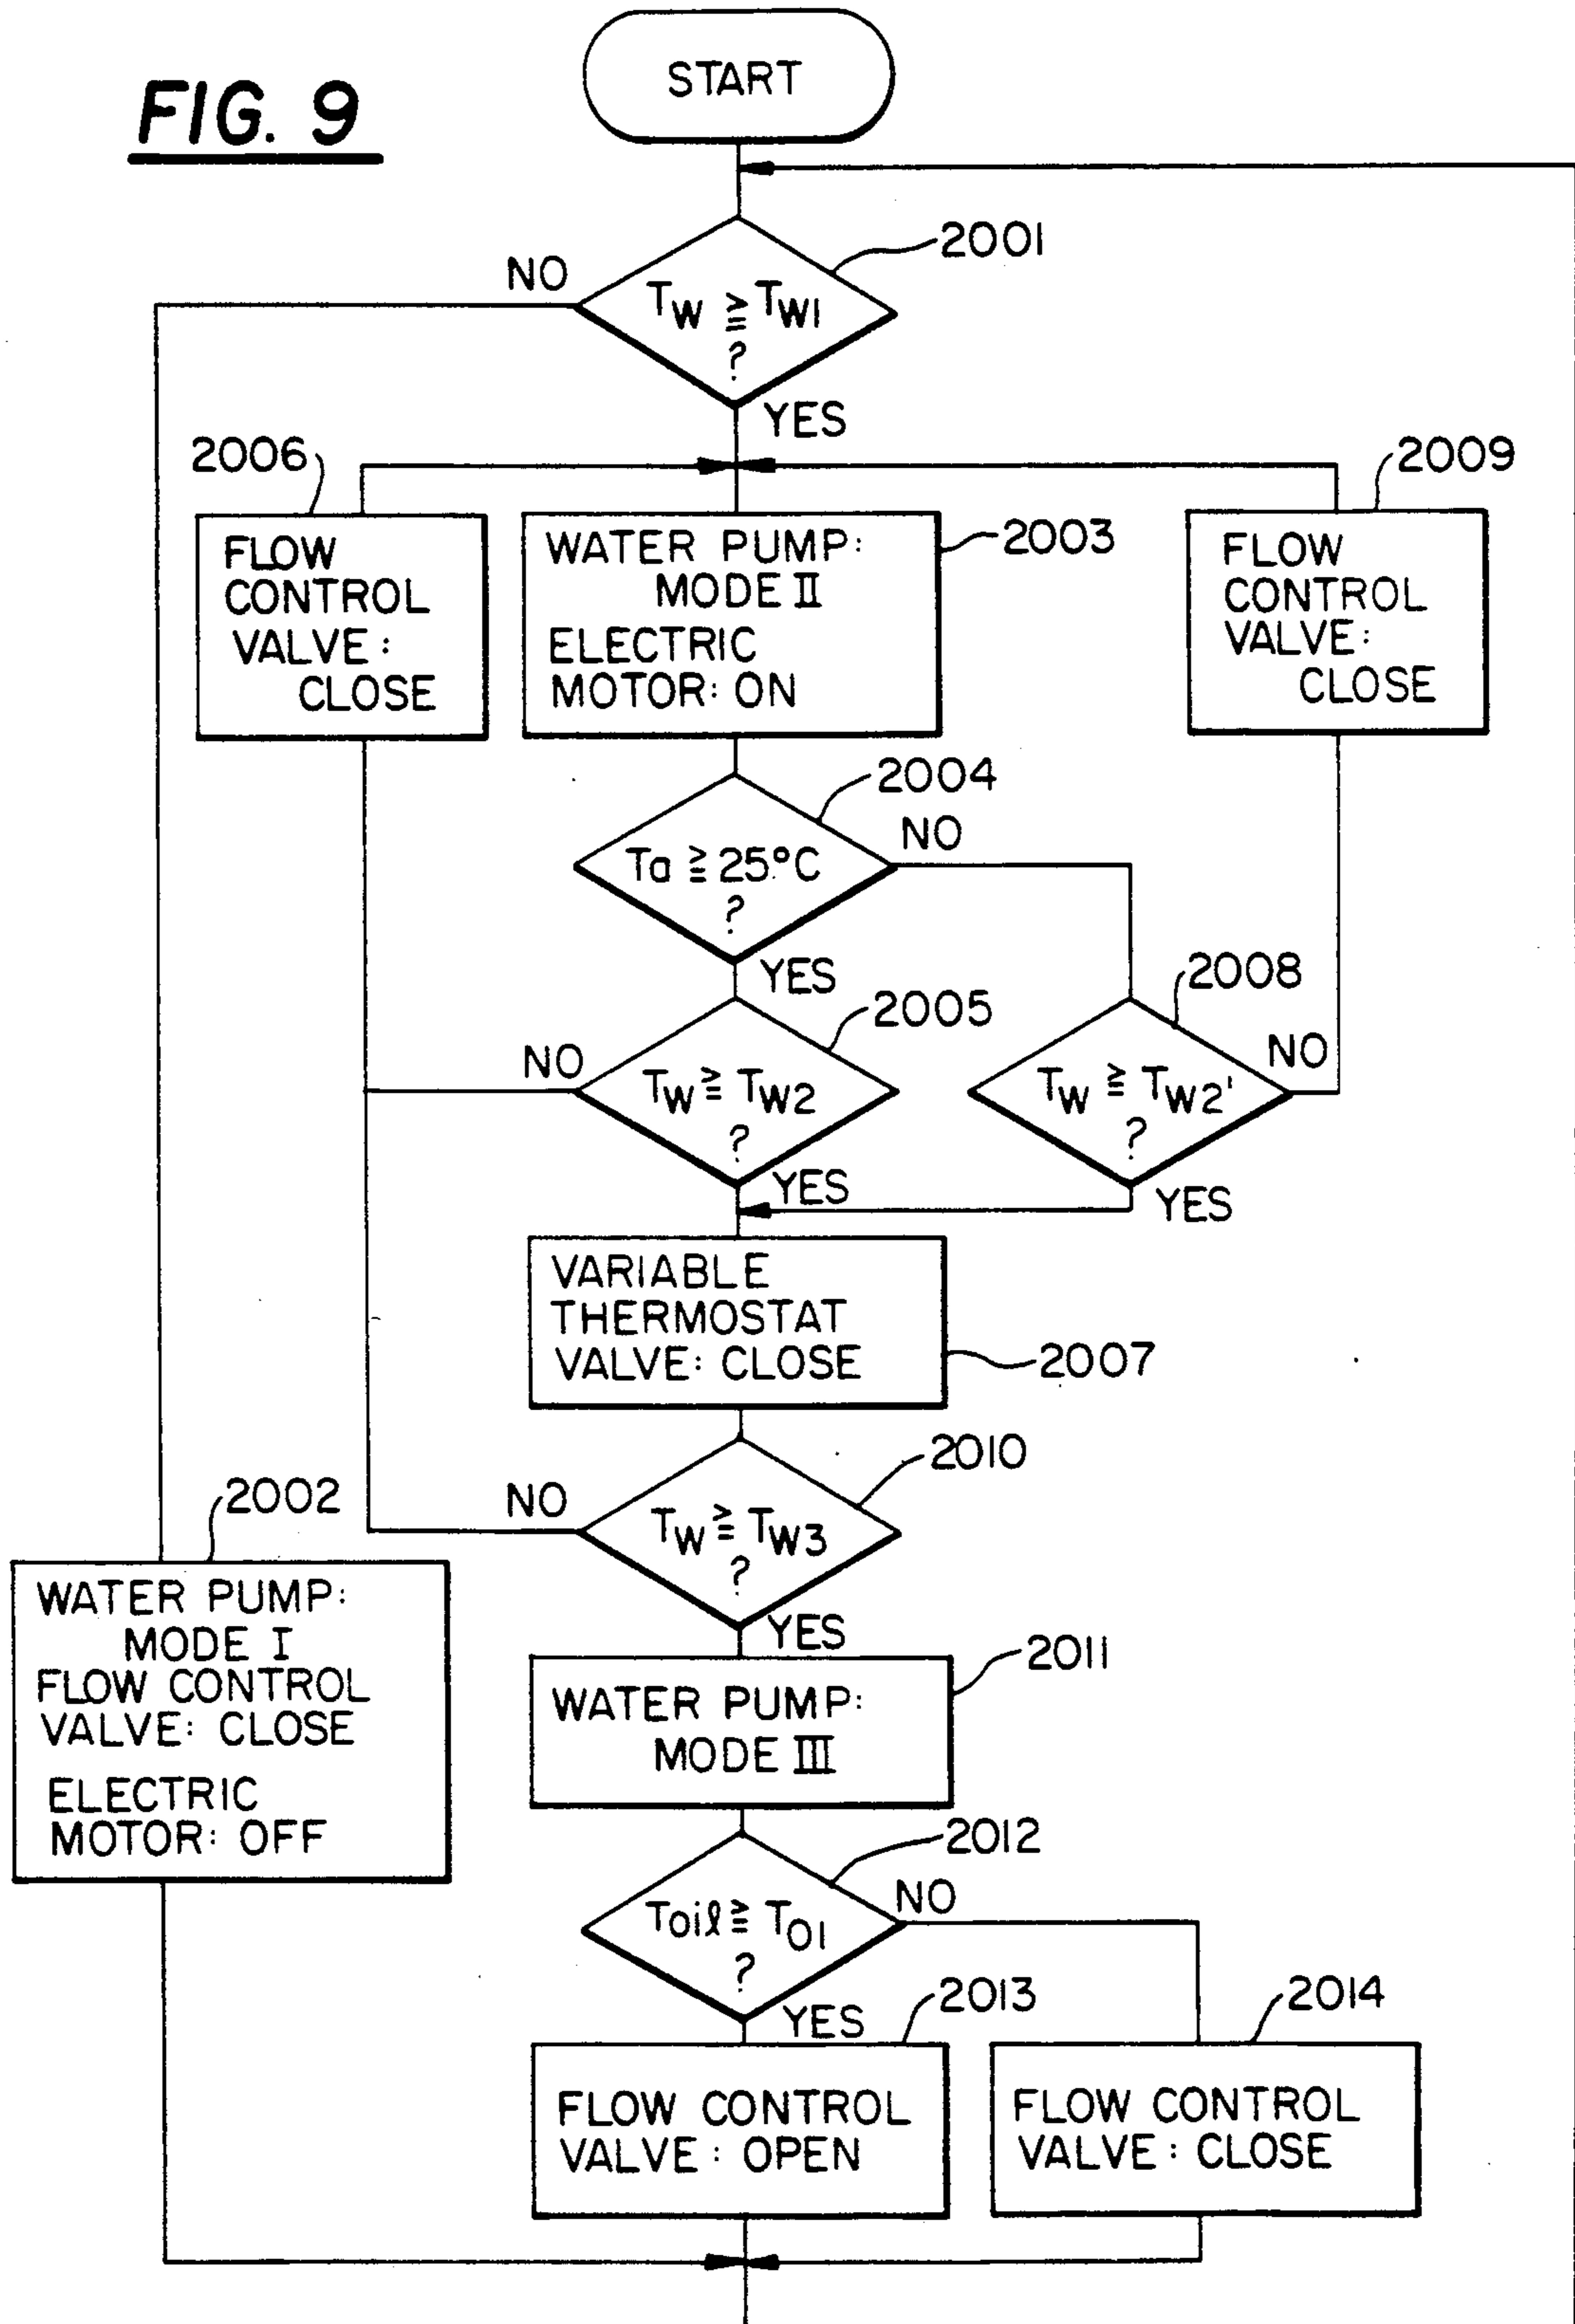 FIG. 9
START
2001
NO
TW ≧ TW1
?
YES
2006
2009
FLOW
CONTROL
VALVE:
CLOSE
WATER PUMP:
MODE II
ELECTRIC
MOTOR: ON
2003
FLOW
CONTROL
VALVE:
CLOSE
2004
NO
Ta ≧ 25°C
?
YES
2005
2008
NO
TW ≧ TW2
?
YES
NO
TW ≧ TW2'
?
YES
VARIABLE
THERMOSTAT
VALVE: CLOSE
2007
2010
NO
TW ≧ TW3
?
YES
2002
WATER PUMP:
MODE I
FLOW CONTROL
VALVE: CLOSE
ELECTRIC
MOTOR: OFF
2011
WATER PUMP:
MODE III
2012
NO
Toil ≧ TO1
?
YES
2013
2014
FLOW CONTROL
VALVE: OPEN
FLOW CONTROL
VALVE: CLOSE